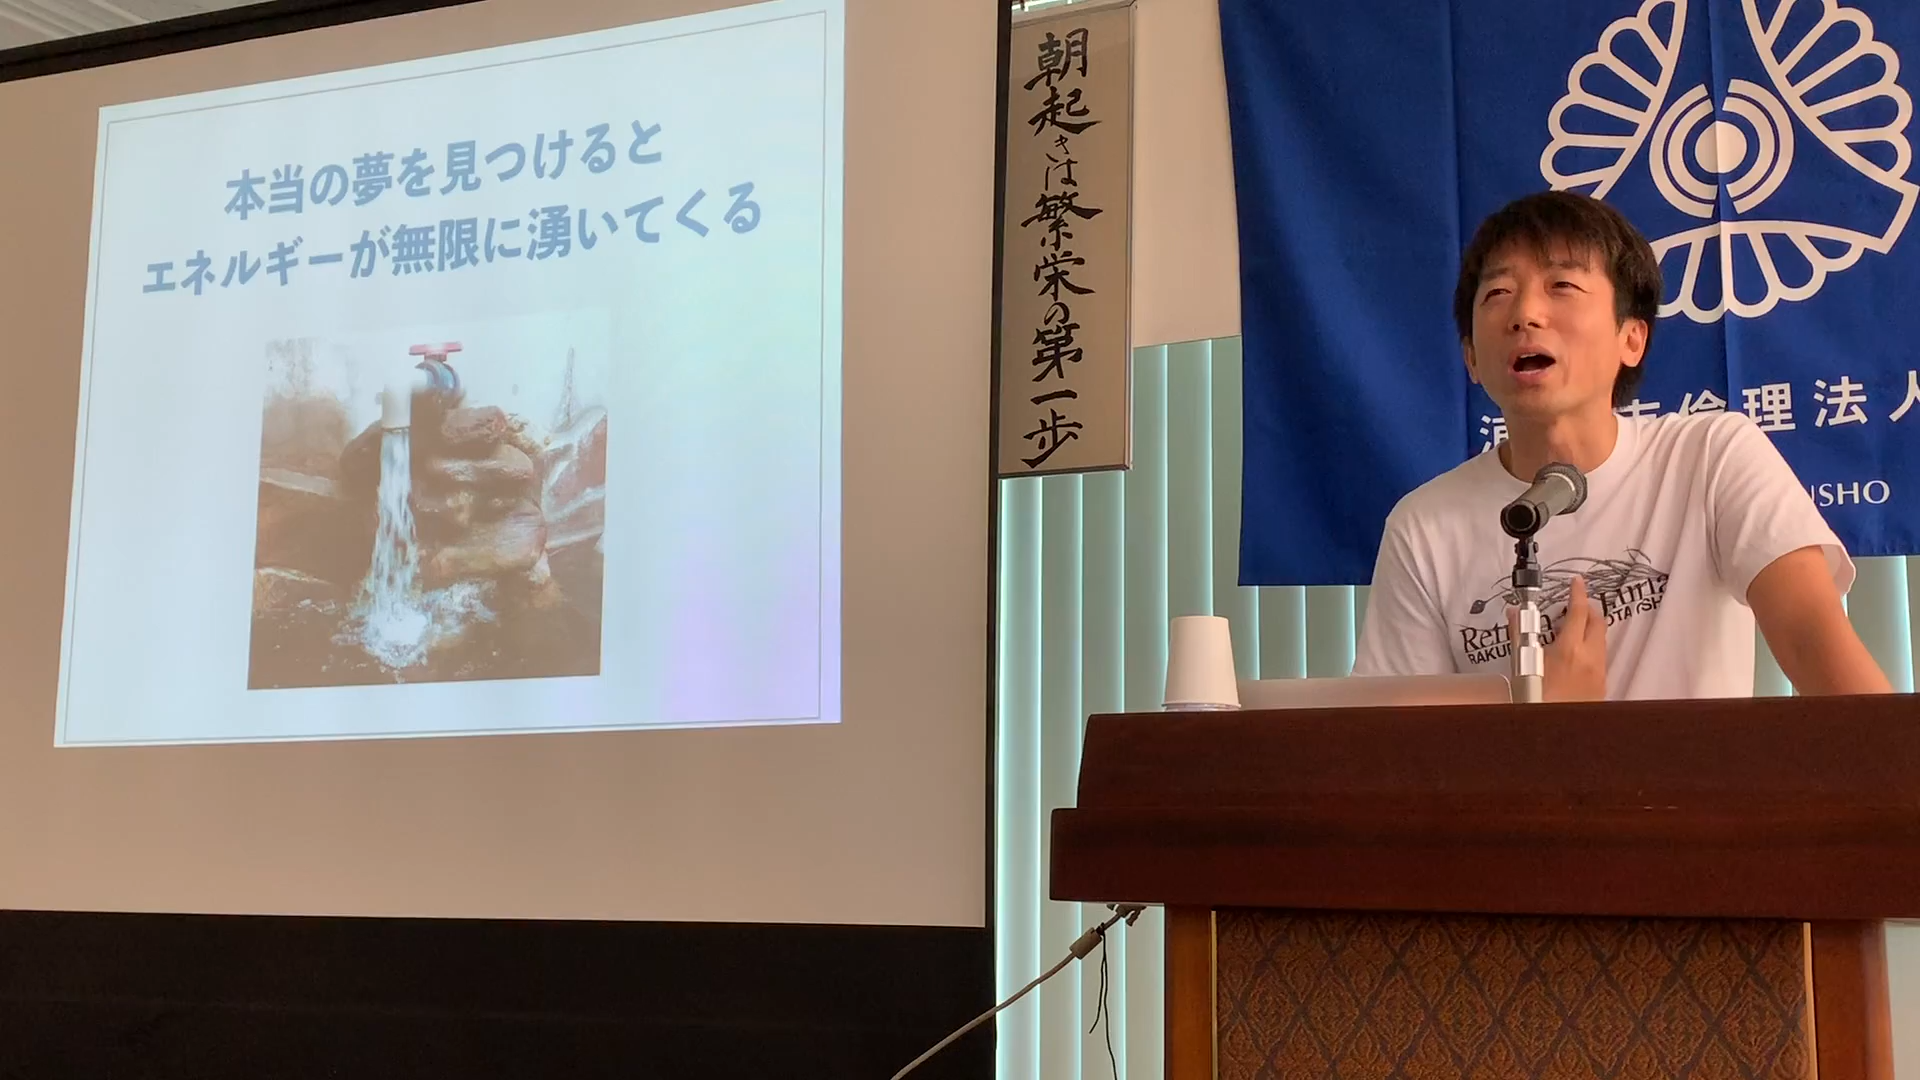 本当の夢を見つけると
エネルギーが無限に湧いてくる
朝起きは繁栄の第一歩
倫理法人
SHO